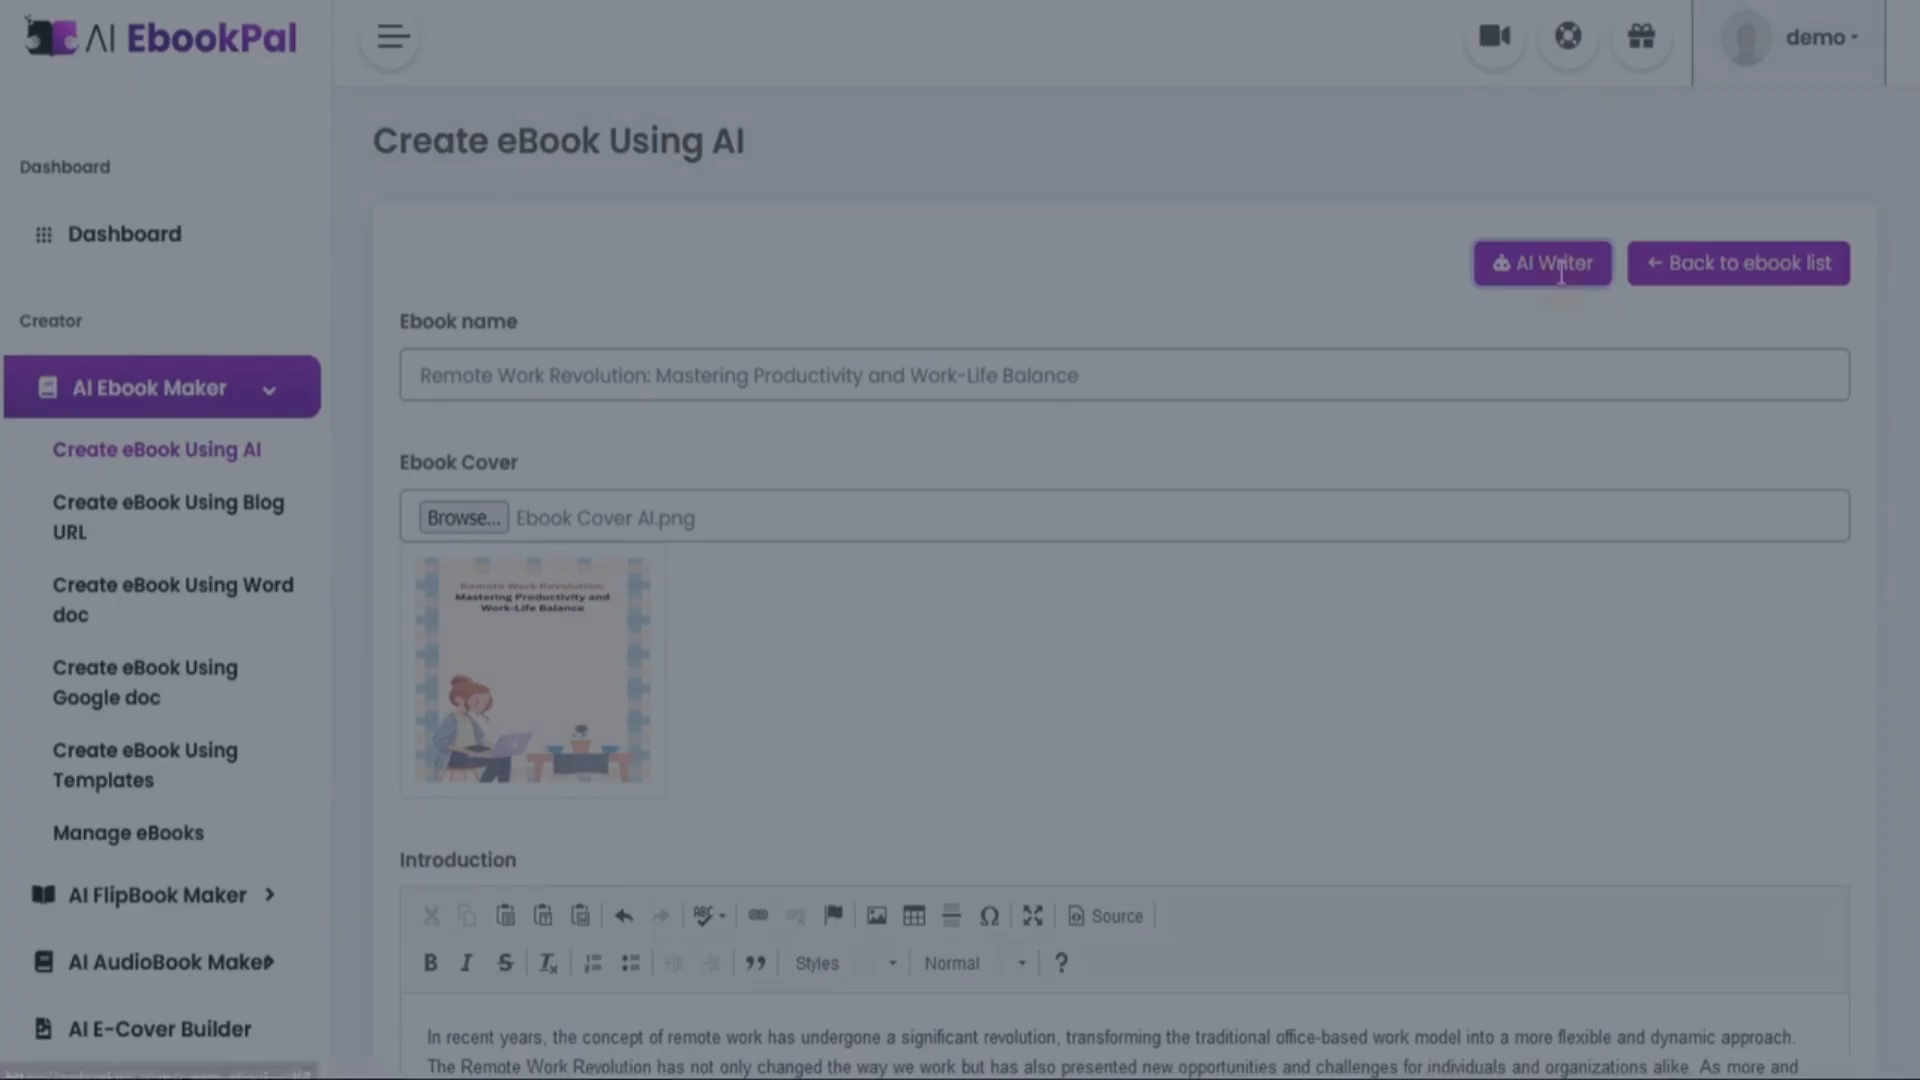 AI EbookPal
demo
Dashboard
Dashboard
Creator
AI Ebook Maker
Create eBook Using AI
Create eBook Using Blog
URL
Create eBook Using Word
doc
Create eBook Using
Google doc
Create eBook Using
Templates
Manage eBooks
AI FlipBook Maker
AI AudioBook Maker
AI E-Cover Builder
Create eBook Using AI
AI Writer
← Back to ebook list
Ebook name
Remote Work Revolution: Mastering Productivity and Work-Life Balance
Ebook Cover
Browse... Ebook Cover AI.png
Remote Work Revolution:
Mastering Productivity and
Work-Life Balance
Introduction
ABC
Ω
Source
B I S Tx
Styles
Normal
?
In recent years, the concept of remote work has undergone a significant revolution, transforming the traditional office-based work model into a more flexible and dynamic approach.
The Remote Work Revolution has not only changed the way we work but has also presented new opportunities and challenges for individuals and organizations alike. As more and